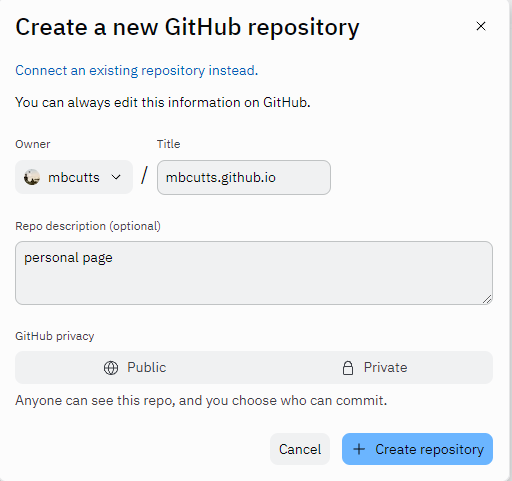 Create a new GitHub repository
Connect an existing repository instead.
You can always edit this information on GitHub.
Owner Title
mbcutts / mbcutts.github.io
Repo description (optional)
personal page
GitHub privacy
Public Private
Anyone can see this repo, and you choose who can commit.
Cancel + Create repository